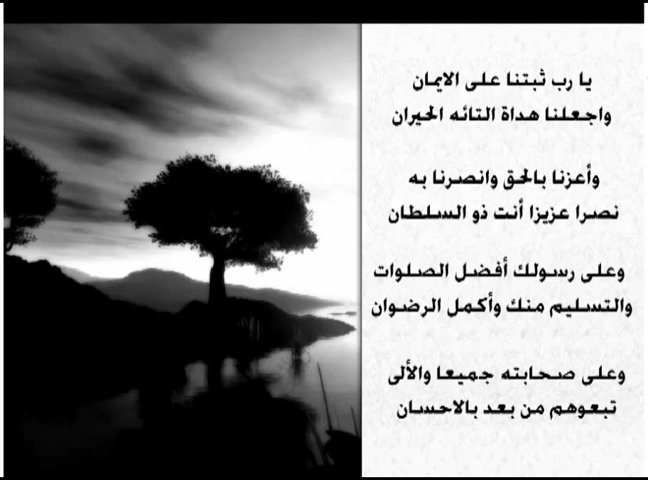 يا رب ثبتنا على الايمان
واجعلنا هداة التائه الحيران
وأعزنا بالحق وانصرنا به
نصرا عزيزا أنت ذو السلطان
وعلى رسولك أفضل الصلوات
والتسليم منك وأكمل الرضوان
وعلى صحابته جميعا والألى
تبعوهم من بعد بالاحسان